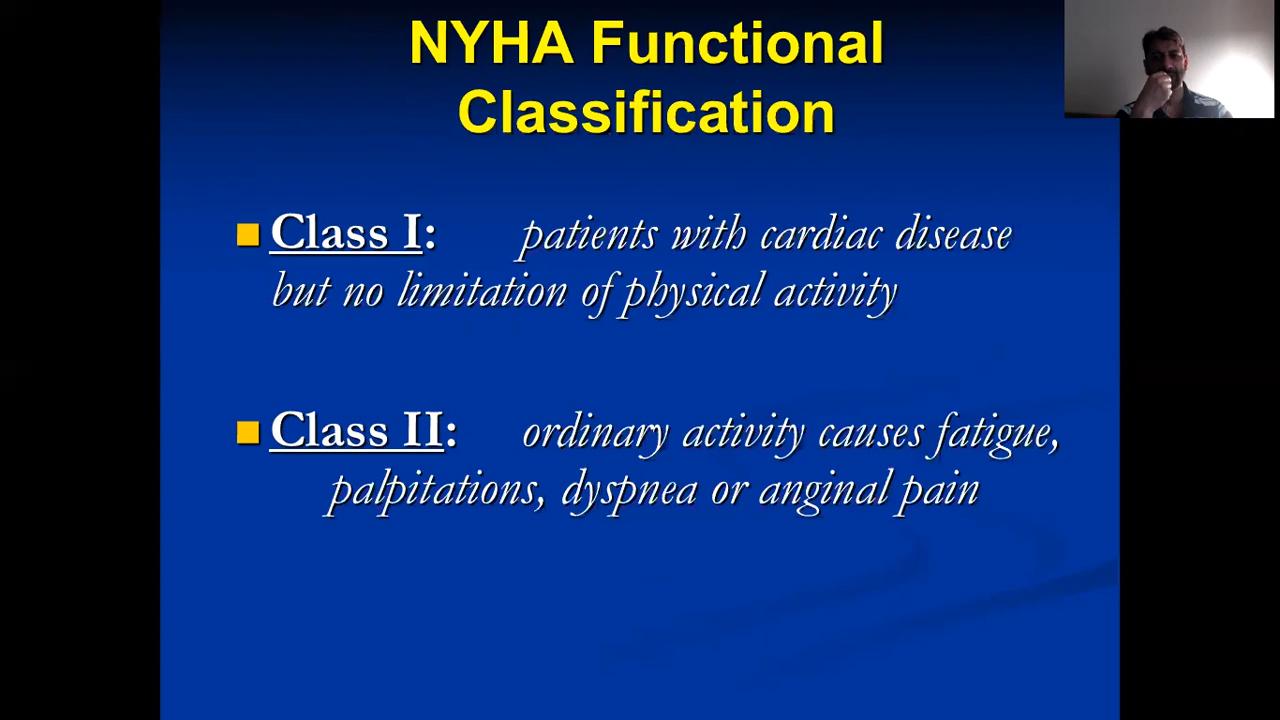 NYHA Functional
Classification
Class I: patients with cardiac disease
but no limitation of physical activity
Class II: ordinary activity causes fatigue,
palpitations, dyspnea or anginal pain